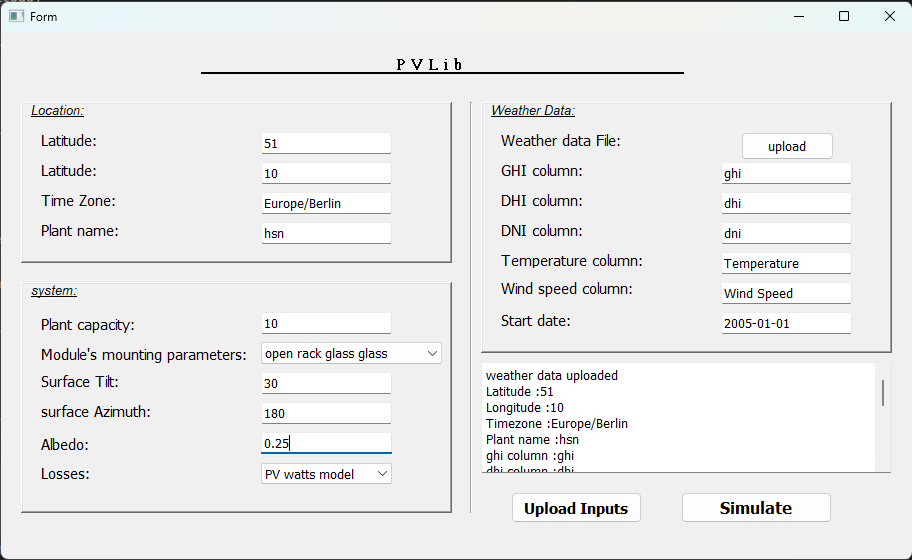 Form
PVLib
Location:
Latitude: 51
Latitude: 10
Time Zone: Europe/Berlin
Plant name: hsn
system:
Plant capacity: 10
Module's mounting parameters: open rack glass glass
Surface Tilt: 30
surface Azimuth: 180
Albedo: 0.25
Losses: PV watts model
Weather Data:
Weather data File: upload
GHI column: ghi
DHI column: dhi
DNI column: dni
Temperature column: Temperature
Wind speed column: Wind Speed
Start date: 2005-01-01
weather data uploaded
Latitude :51
Longitude :10
Timezone :Europe/Berlin
Plant name :hsn
ghi column :ghi
dhi column :dhi
Upload Inputs
Simulate